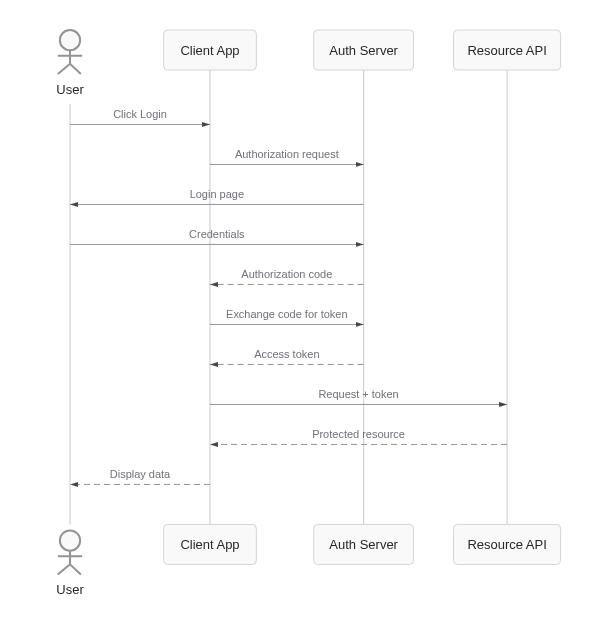 Client App
Auth Server
Resource API
User
Click Login
Authorization request
Login page
Credentials
Authorization code
Exchange code for token
Access token
Request + token
Protected resource
Display data
Client App
Auth Server
Resource API
User